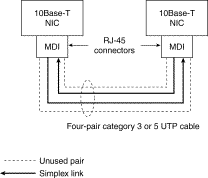 10Base-T
NIC
10Base-T
NIC
MDI
RJ-45
connectors
MDI
Four-pair category 3 or 5 UTP cable
Unused pair
Simplex link